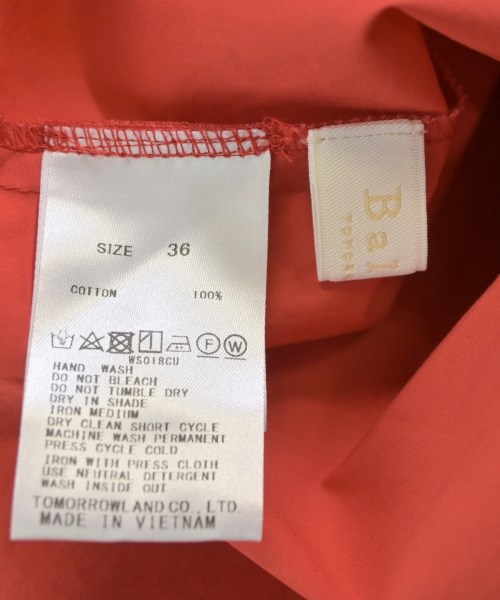 SIZE 36
COTTON 100%
WS018CU
HAND WASH
DO NOT BLEACH
DO NOT TUMBLE DRY
DRY IN SHADE
IRON MEDIUM
DRY CLEAN SHORT CYCLE
MACHINE WASH PERMANENT
PRESS CYCLE COLD
IRON WITH PRESS CLOTH
USE NEUTRAL DETERGENT
WASH INSIDE OUT
TOMORROWLAND CO., LTD.
MADE IN VIETNAM
Bal
TOMOR